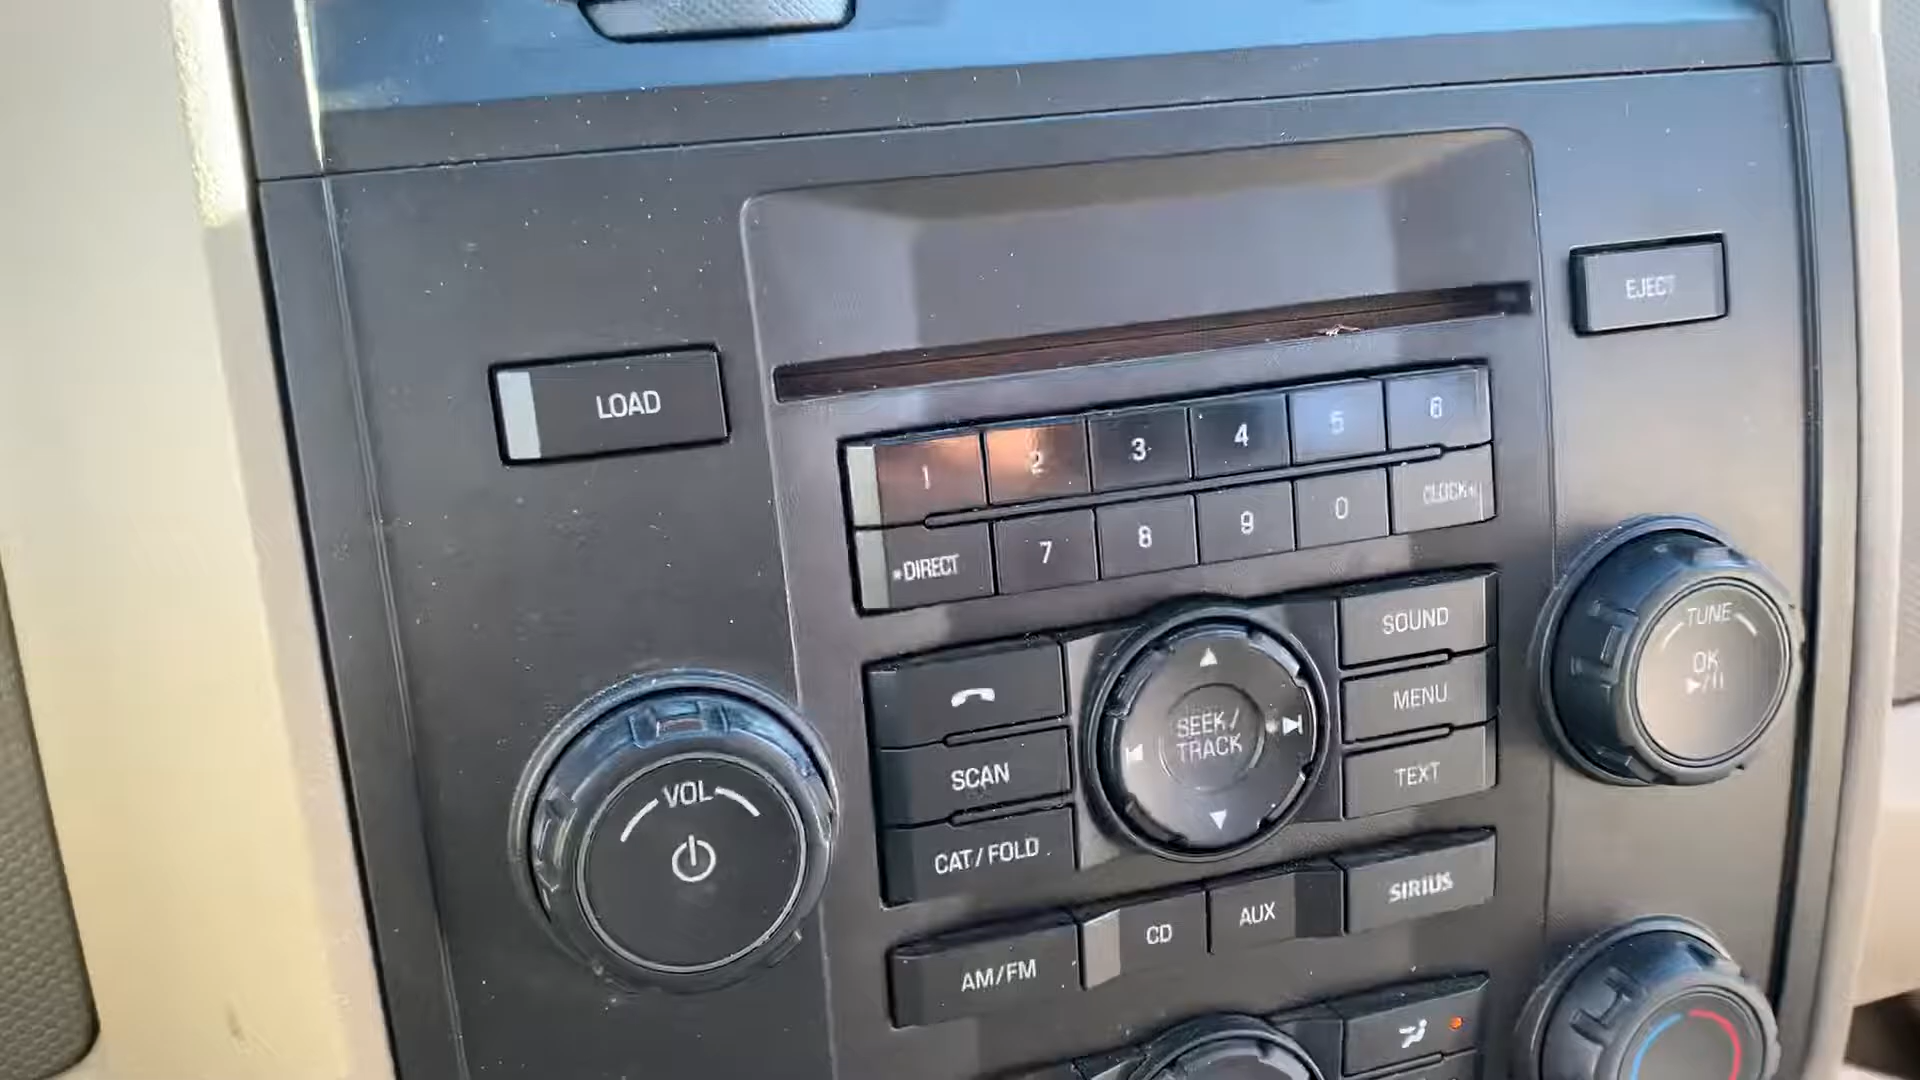 EJECT
LOAD
1 2 3 4 5 6
DIRECT 7 8 9 0 CLOCK
SOUND
MENU
TEXT
SEEK/
TRACK
SCAN
CAT/FOLD
TUNE
OK
VOL
AM/FM CD AUX SIRIUS